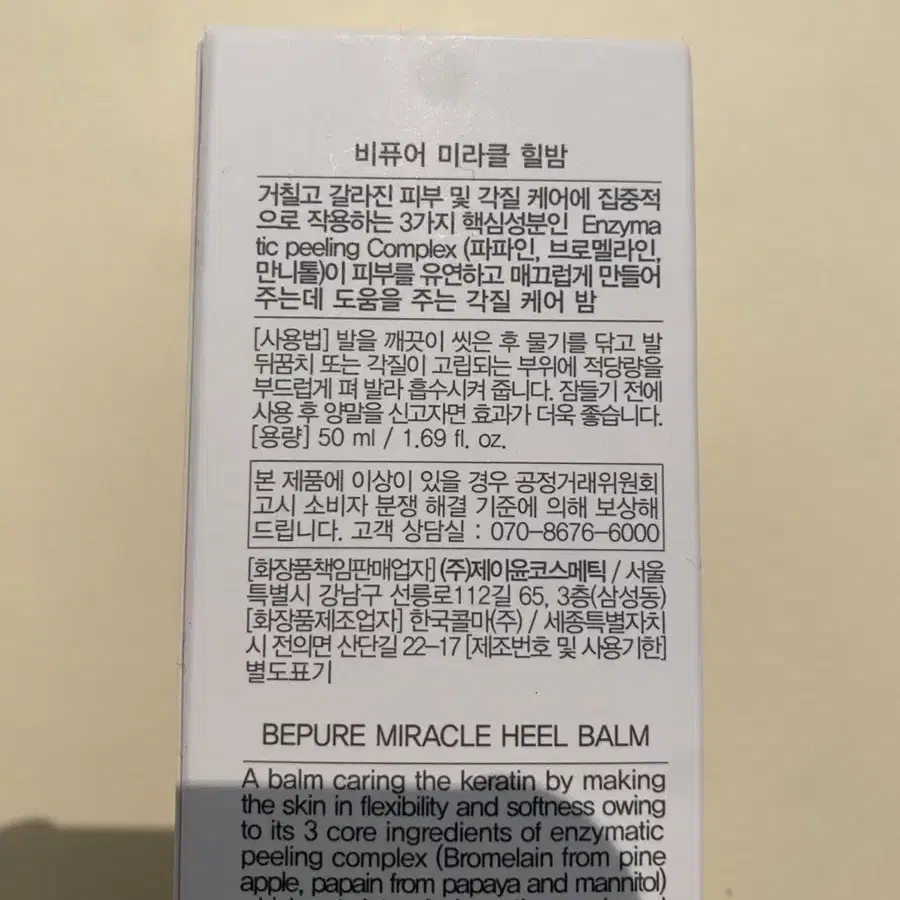 비퓨어 미라클 힐밤
거칠고 갈라진 피부 및 각질 케어에 집중적
으로 작용하는 3가지 핵심성분인 Enzyma
tic peeling Complex (파파인, 브로멜라인,
만니톨)이 피부를 유연하고 매끄럽게 만들어
주는데 도움을 주는 각질 케어 밤
[사용법] 발을 깨끗이 씻은 후 물기를 닦고 발
뒤꿈치 또는 각질이 고립되는 부위에 적당량을
부드럽게 펴 발라 흡수시켜 줍니다. 잠들기 전에
사용 후 양말을 신고자면 효과가 더욱 좋습니다.
[용량] 50 ml / 1.69 fl. oz.
본 제품에 이상이 있을 경우 공정거래위원회
고시 소비자 분쟁 해결 기준에 의해 보상해
드립니다. 고객 상담실 : 070-8676-6000
[화장품책임판매업자] (주)제이윤코스메틱 / 서울
특별시 강남구 선릉로112길 65, 3층(삼성동)
[화장품제조업자] 한국콜마(주) / 세종특별자치
시 전의면 산단길 22-17 [제조번호 및 사용기한]
별도표기
BEPURE MIRACLE HEEL BALM
A balm caring the keratin by making
the skin in flexibility and softness owing
to its 3 core ingredients of enzymatic
peeling complex (Bromelain from pine
apple, papain from papaya and mannitol)